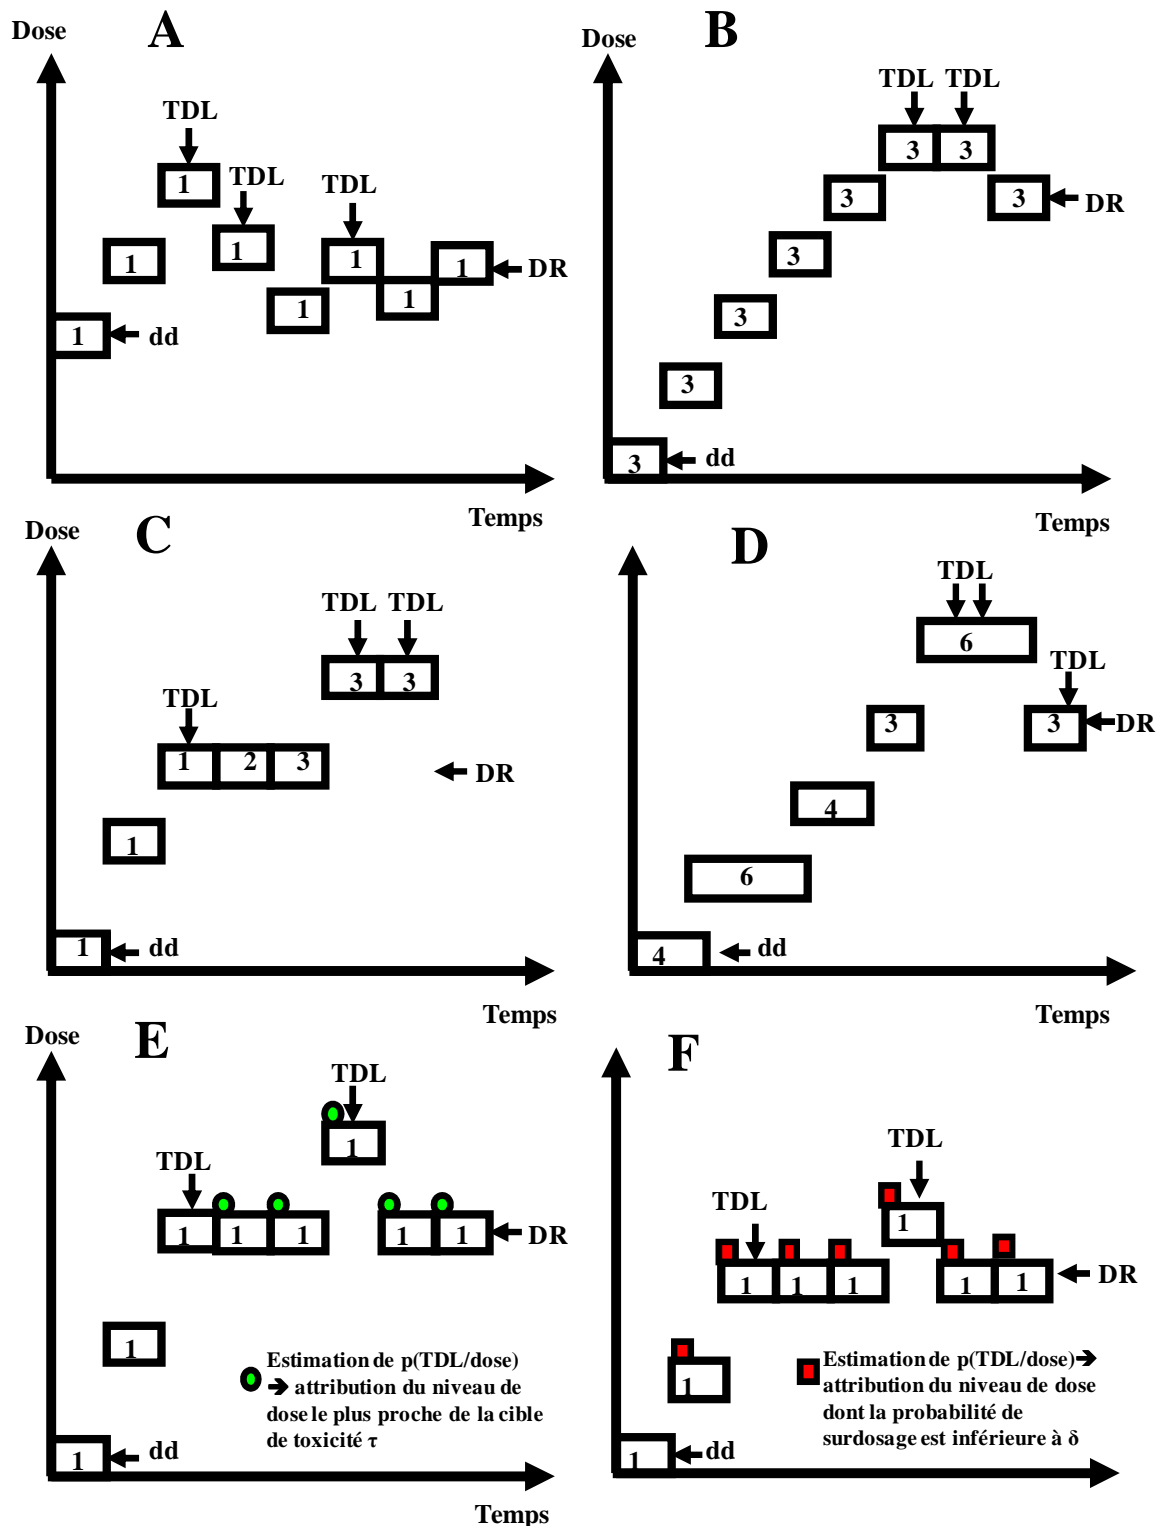 A
Dose
TDL
1
TDL
1
TDL
1
1
1
1
1
DR
1
dd
Temps
B
Dose
TDL TDL
3 3
3
3
DR
3
3
3
3
dd
Temps
C
Dose
TDL TDL
3 3
TDL
1 2 3
DR
1
1
dd
Temps
D
TDL
6
TDL
3
3
DR
4
6
4
dd
Temps
E
Dose
TDL
1
TDL
1 1 1
1 1
DR
1
Estimation de p(TDL/dose)
➔ attribution du niveau de
dose le plus proche de la cible
de toxicité τ
1
dd
Temps
F
TDL
1
TDL
1 1 1
1 1
DR
1
Estimation de p(TDL/dose)➔
attribution du niveau de dose
dont la probabilité de
surdosage est inférieure à δ
1
dd